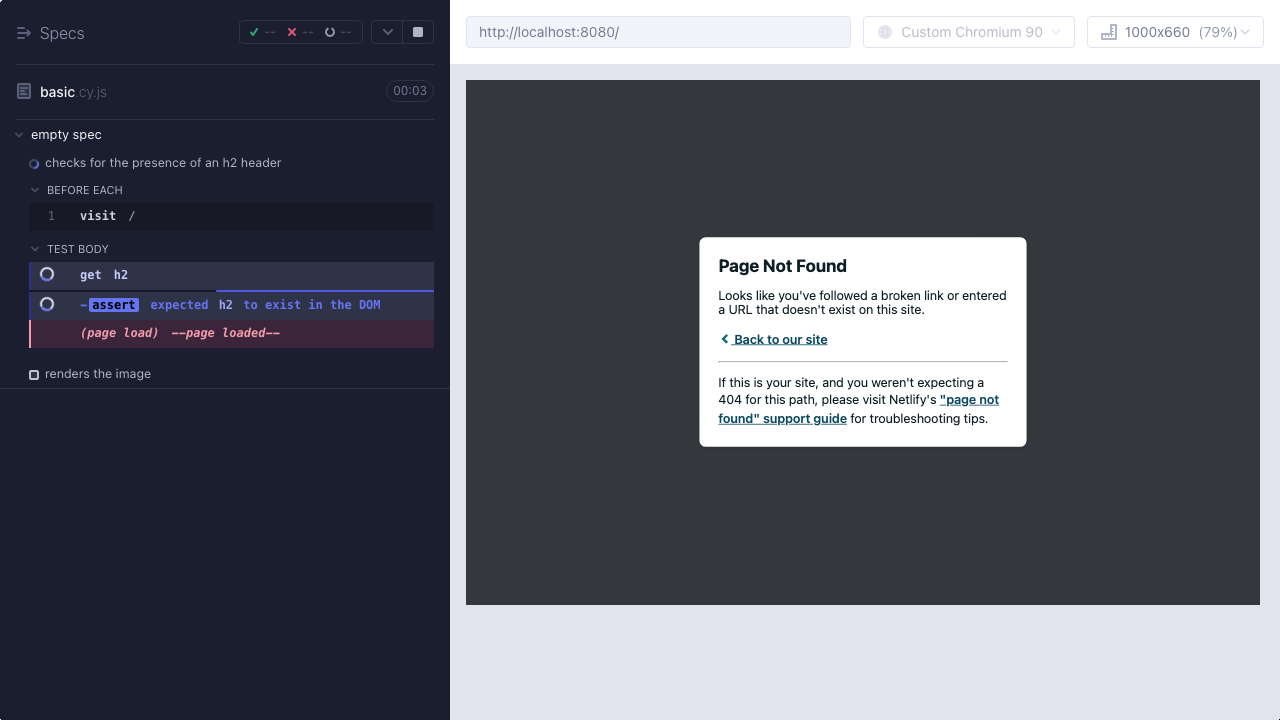 Specs
-- -- --
basic.cy.js
00:03
empty spec
checks for the presence of an h2 header
BEFORE EACH
1 visit /
TEST BODY
get h2
-assert expected h2 to exist in the DOM
(page load) --page loaded--
renders the image
http://localhost:8080/
Custom Chromium 90
1000x660 (79%)
Page Not Found
Looks like you've followed a broken link or entered
a URL that doesn't exist on this site.
Back to our site
If this is your site, and you weren't expecting a
404 for this path, please visit Netlify's "page not
found" support guide for troubleshooting tips.